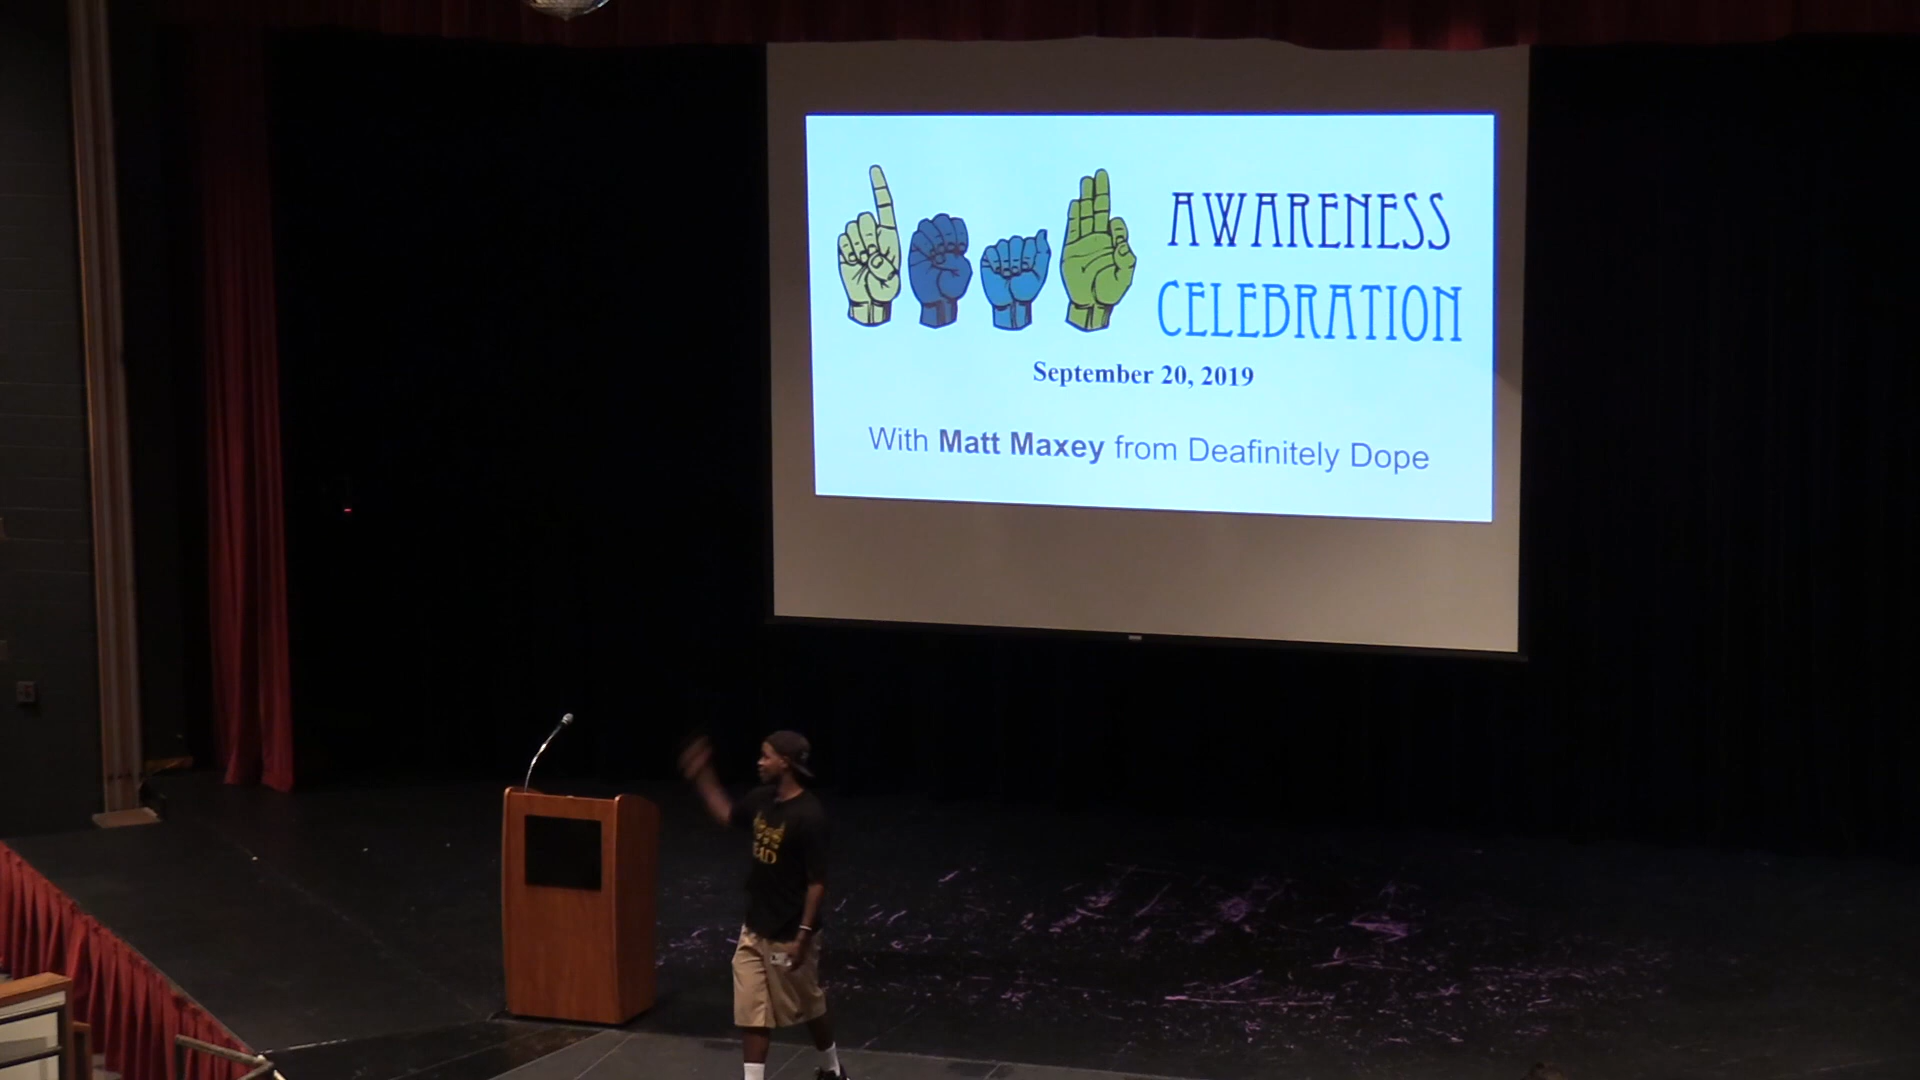 AWARENESS
CELEBRATION
September 20, 2019
With Matt Maxey from Deafinitely Dope